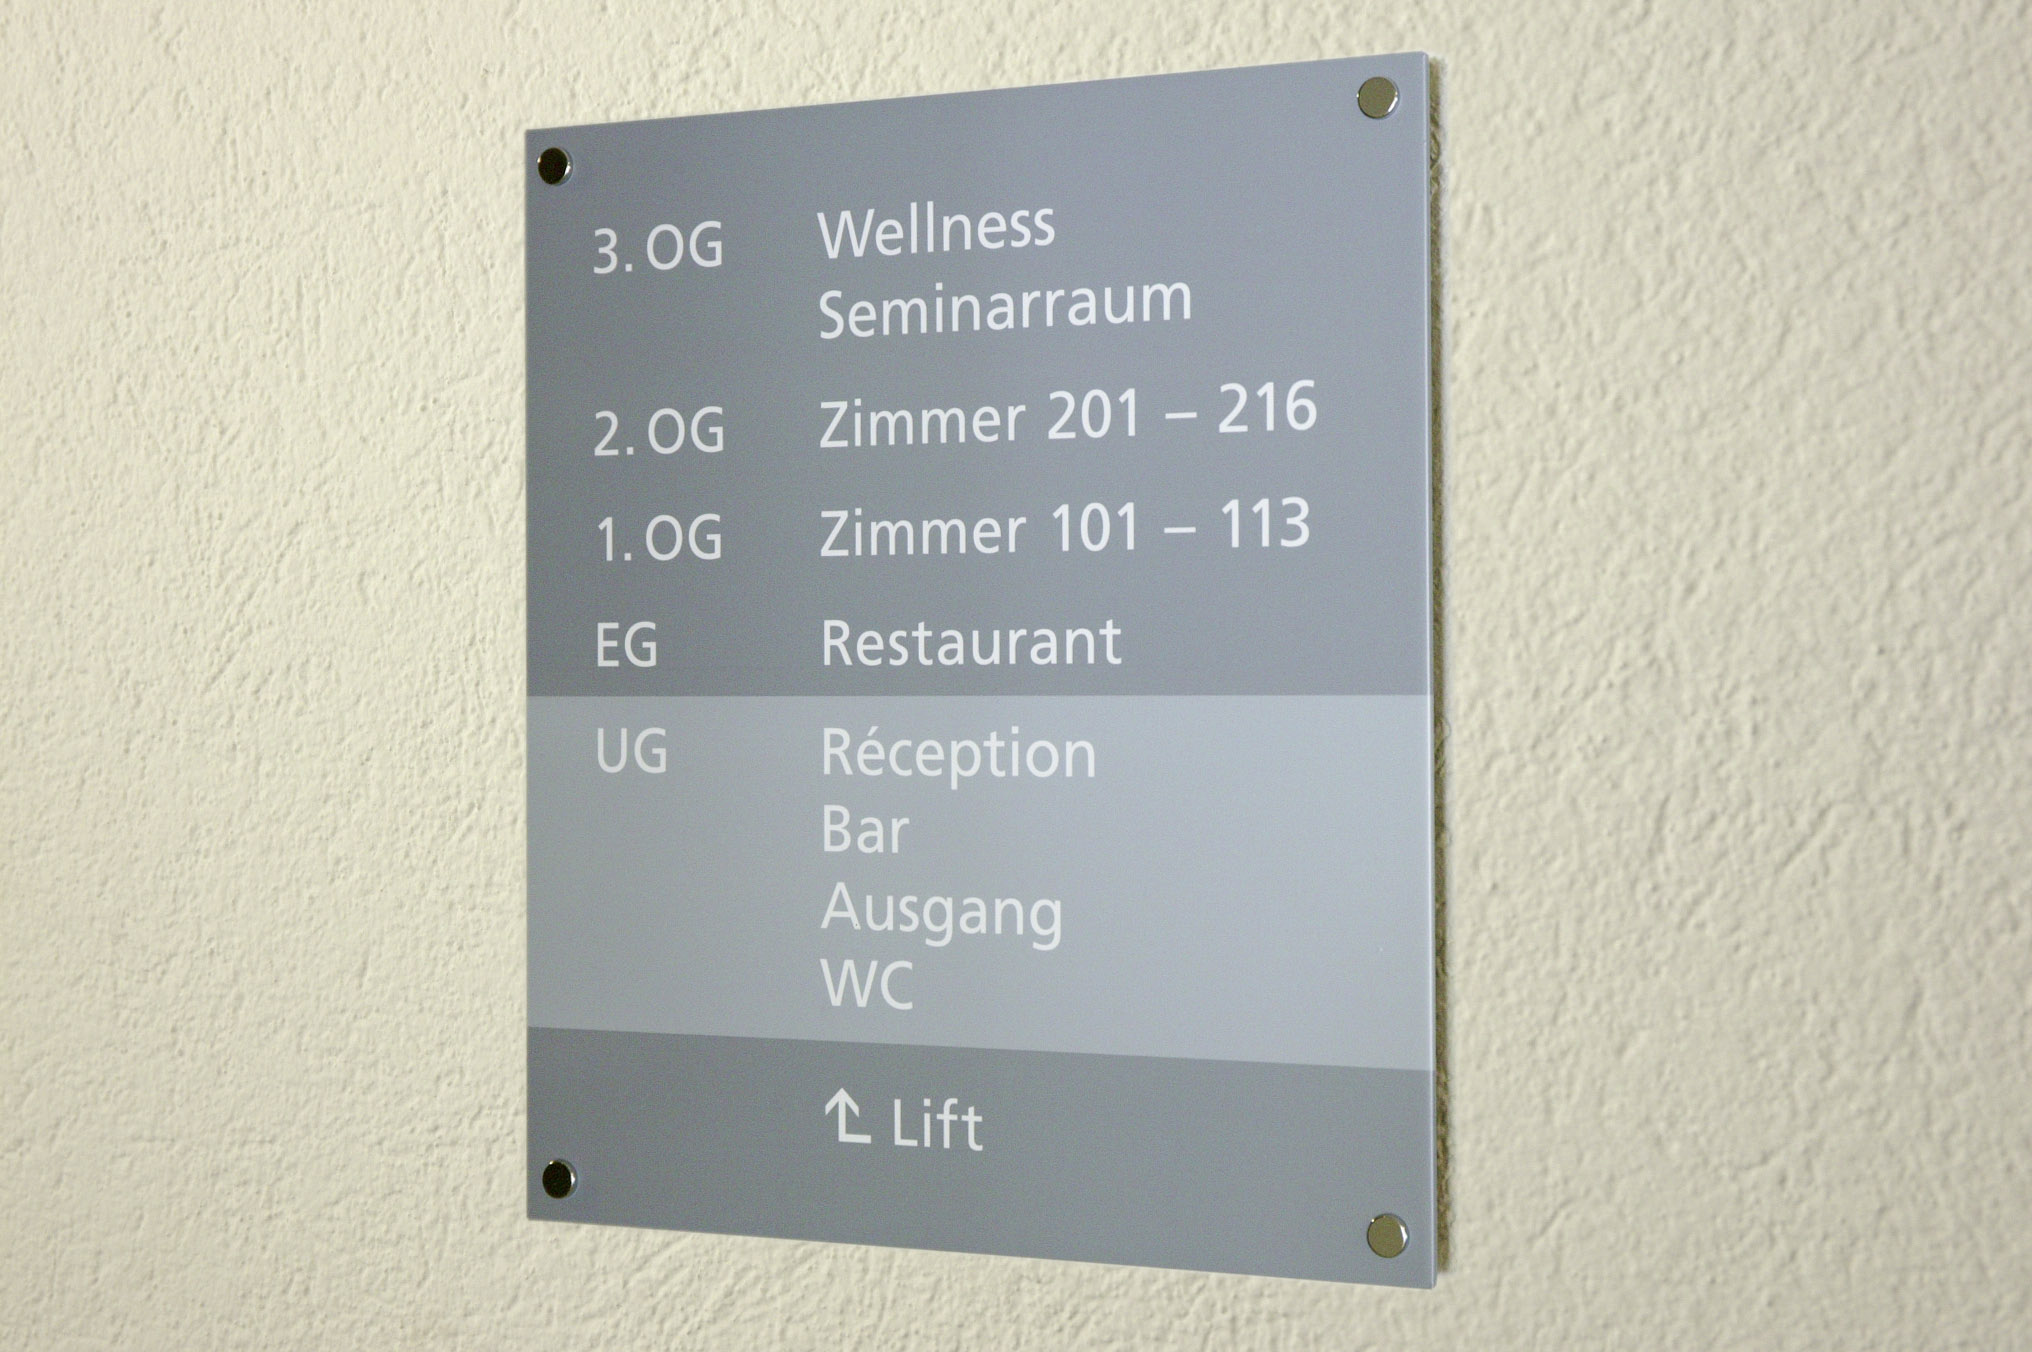 3. OG Wellness
Seminarraum
2. OG Zimmer 201 – 216
1. OG Zimmer 101 – 113
EG Restaurant
UG Réception
Bar
Ausgang
WC
↰ Lift